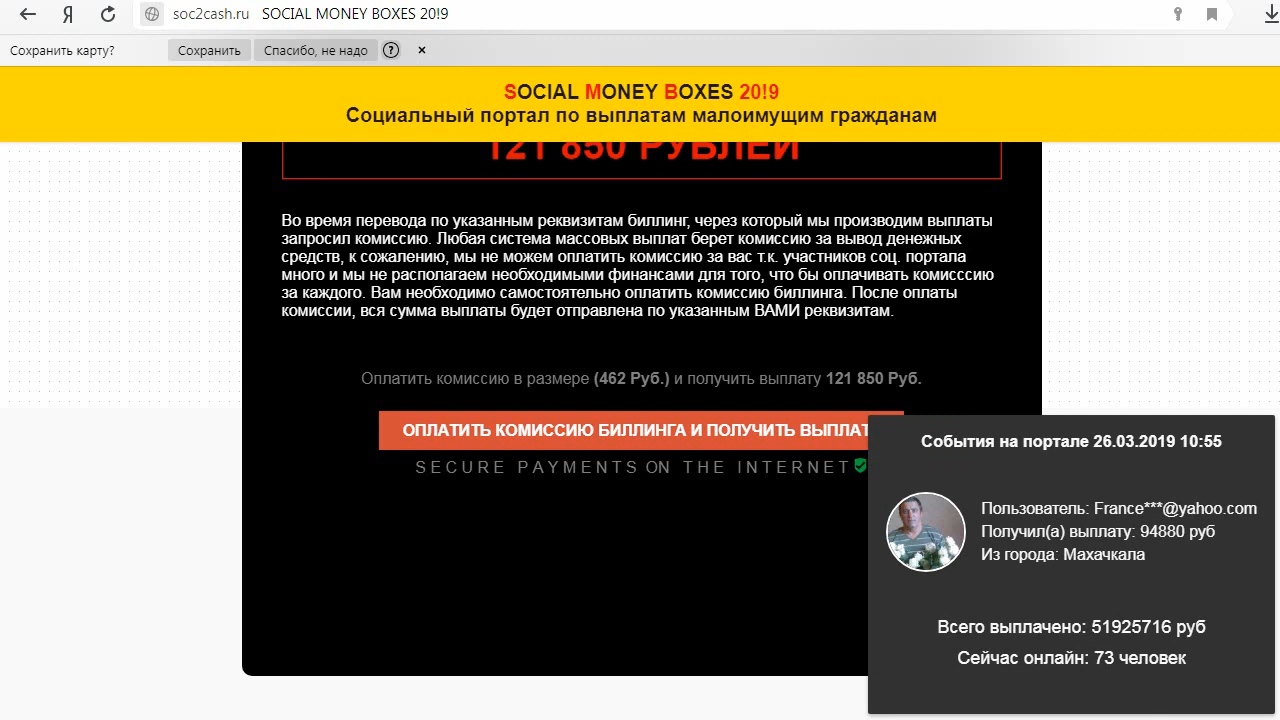 soc2cash.ru SOCIAL MONEY BOXES 20!9
Сохранить карту? Сохранить Спасибо, не надо ? ×
SOCIAL MONEY BOXES 20!9
Социальный портал по выплатам малоимущим гражданам
121 850 РУБЛЕЙ
Во время перевода по указанным реквизитам биллинг, через который мы производим выплаты
запросил комиссию. Любая система массовых выплат берет комиссию за вывод денежных
средств, к сожалению, мы не можем оплатить комиссию за вас т.к. участников соц. портала
много и мы не располагаем необходимыми финансами для того, что бы оплачивать комисссию
за каждого. Вам необходимо самостоятельно оплатить комиссию биллинга. После оплаты
комиссии, вся сумма выплаты будет отправлена по указанным ВАМИ реквизитам.
Оплатить комиссию в размере (462 Руб.) и получить выплату 121 850 Руб.
ОПЛАТИТЬ КОМИССИЮ БИЛЛИНГА И ПОЛУЧИТЬ ВЫПЛАТ
SECURE PAYMENTS ON THE INTERNET
События на портале 26.03.2019 10:55
Пользователь: France***@yahoo.com
Получил(а) выплату: 94880 руб
Из города: Махачкала
Всего выплачено: 51925716 руб
Сейчас онлайн: 73 человек